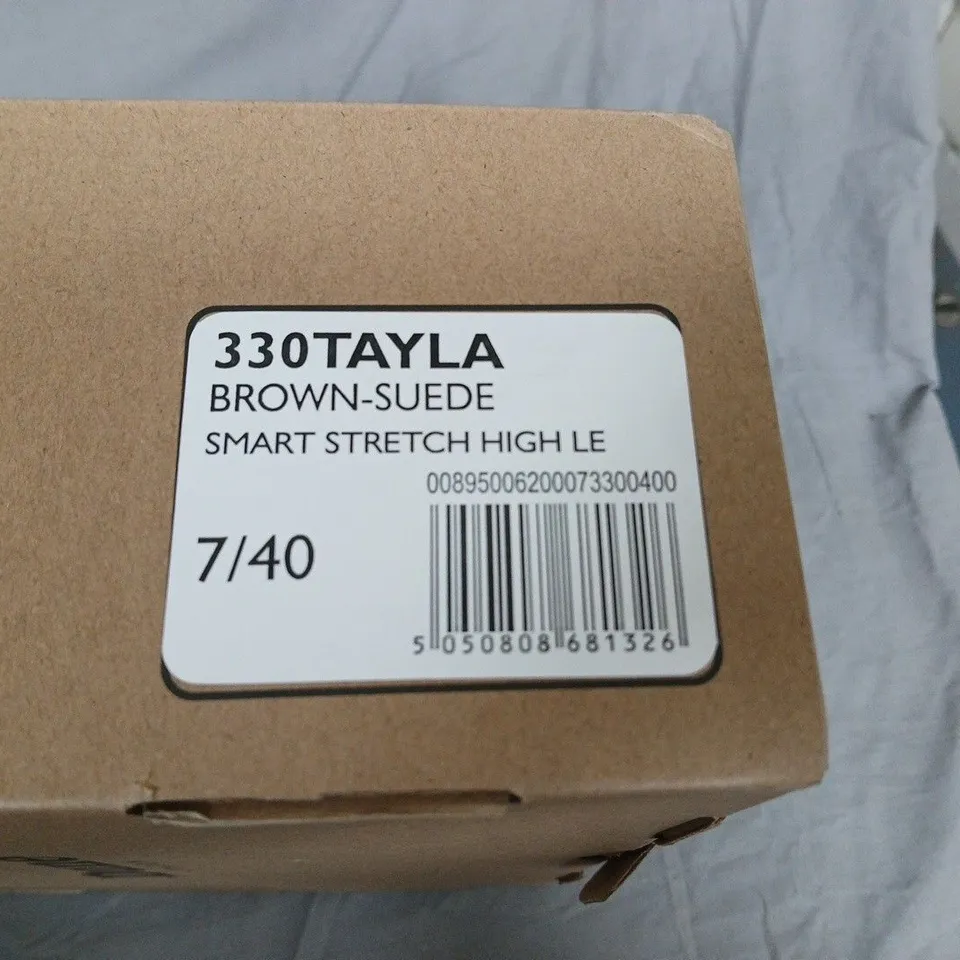 330TAYLA
BROWN-SUEDE
SMART STRETCH HIGH LE
00895006200073300400
7/40
5 050808 681326